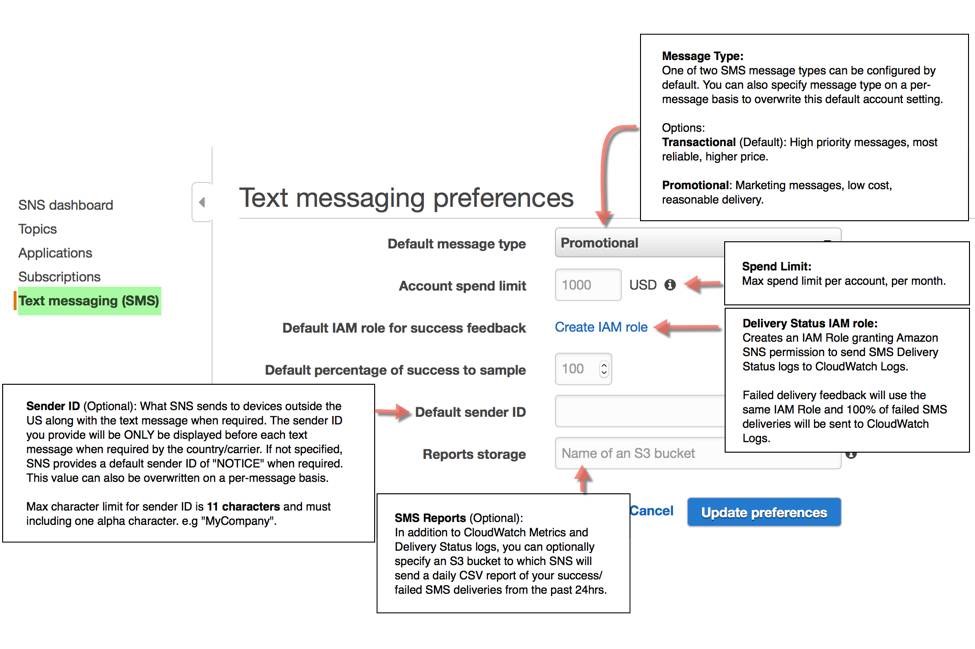 Message Type:
One of two SMS message types can be configured by
default. You can also specify message type on a per-
message basis to overwrite this default account setting.
Options:
Transactional (Default): High priority messages, most
reliable, higher price.
Promotional: Marketing messages, low cost,
reasonable delivery.
SNS dashboard
Topics
Applications
Subscriptions
Text messaging (SMS)
Text messaging preferences
Default message type
Promotional
Account spend limit
1000
USD
Spend Limit:
Max spend limit per account, per month.
Default IAM role for success feedback
Create IAM role
Delivery Status IAM role:
Creates an IAM Role granting Amazon
SNS permission to send SMS Delivery
Status logs to CloudWatch Logs.
Failed delivery feedback will use the
same IAM Role and 100% of failed SMS
deliveries will be sent to CloudWatch
Logs.
Default percentage of success to sample
100
Sender ID (Optional): What SNS sends to devices outside the
US along with the text message when required. The sender ID
you provide will be ONLY be displayed before each text
message when required by the country/carrier. If not specified,
SNS provides a default sender ID of "NOTICE" when required.
This value can also be overwritten on a per-message basis.
Max character limit for sender ID is 11 characters and must
including one alpha character. e.g "MyCompany".
Default sender ID
Reports storage
Name of an S3 bucket
SMS Reports (Optional):
In addition to CloudWatch Metrics and
Delivery Status logs, you can optionally
specify an S3 bucket to which SNS will
send a daily CSV report of your success/
failed SMS deliveries from the past 24hrs.
Cancel
Update preferences